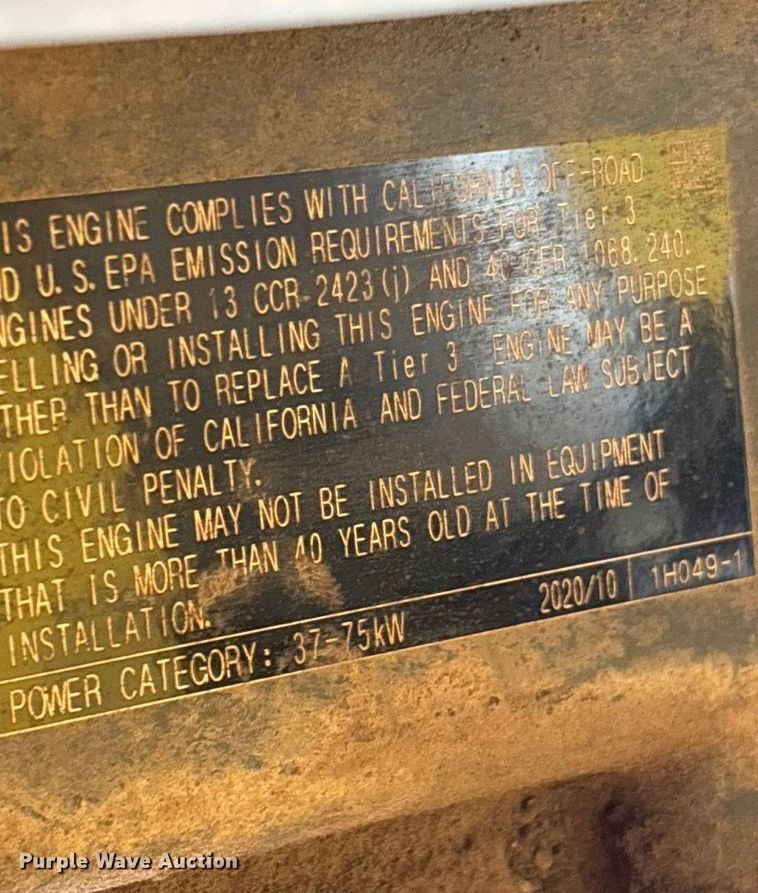 IS ENGINE COMPLIES WITH CALIFORNIA OFF-ROAD
D U.S. EPA EMISSION REQUIREMENTS FOR Tier 3
NGINES UNDER 13 CCR 2423(j) AND 40 CFR 1068.240.
ELLING OR INSTALLING THIS ENGINE FOR ANY PURPOSE
THER THAN TO REPLACE A Tier 3 ENGINE MAY BE A
IOLATION OF CALIFORNIA AND FEDERAL LAW SUBJECT
TO CIVIL PENALTY.
THIS ENGINE MAY NOT BE INSTALLED IN EQUIPMENT
THAT IS MORE THAN 40 YEARS OLD AT THE TIME OF
INSTALLATION.
2020/10 1H049-1
POWER CATEGORY: 37-75kW
Purple Wave Auction